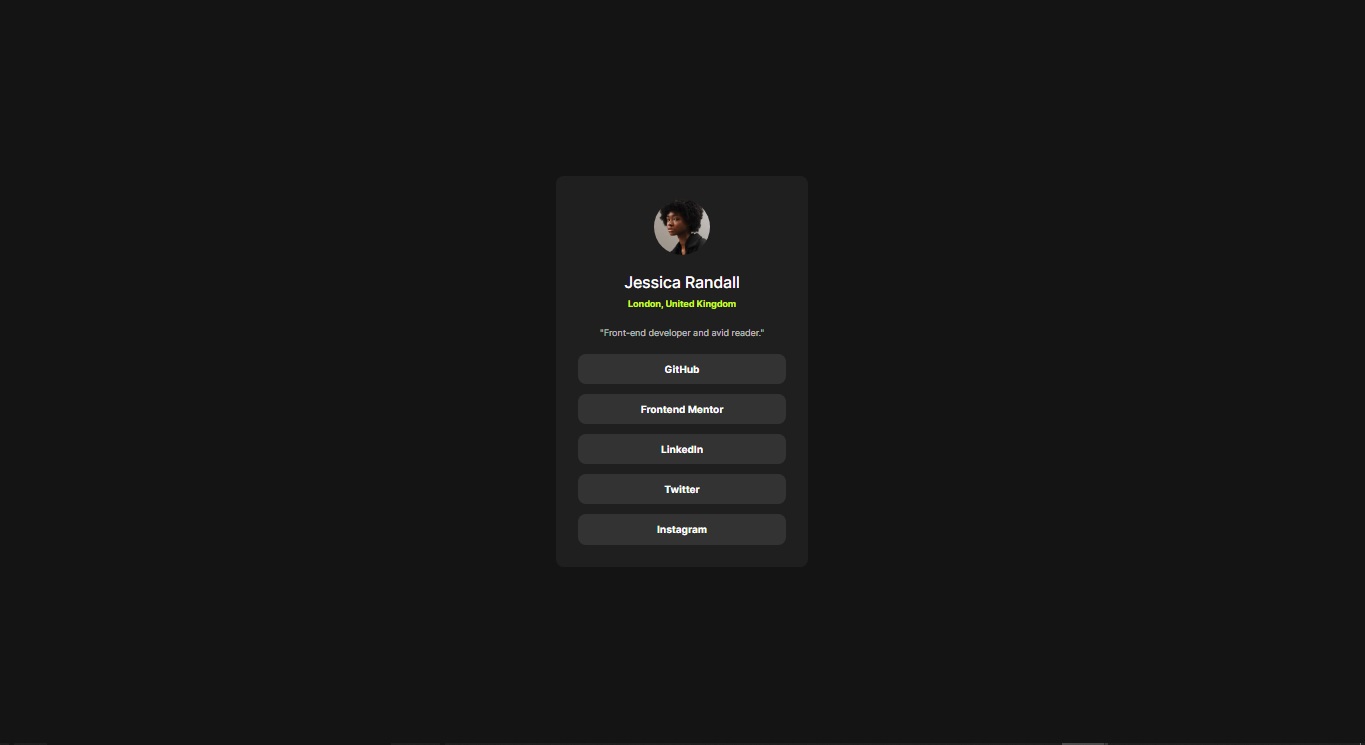 Jessica Randall
London, United Kingdom
"Front-end developer and avid reader."
GitHub
Frontend Mentor
LinkedIn
Twitter
Instagram